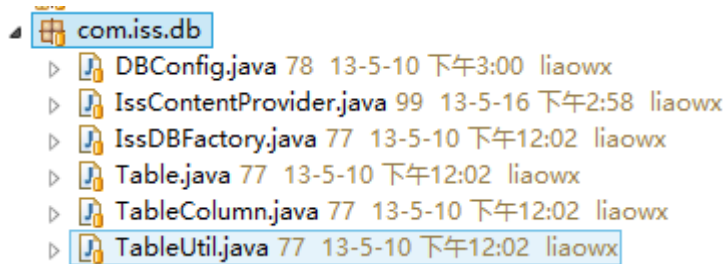 com.iss.db
DBConfig.java 78 13-5-10 下午3:00 liaowx
IssContentProvider.java 99 13-5-16 下午2:58 liaowx
IssDBFactory.java 77 13-5-10 下午12:02 liaowx
Table.java 77 13-5-10 下午12:02 liaowx
TableColumn.java 77 13-5-10 下午12:02 liaowx
TableUtil.java 77 13-5-10 下午12:02 liaowx